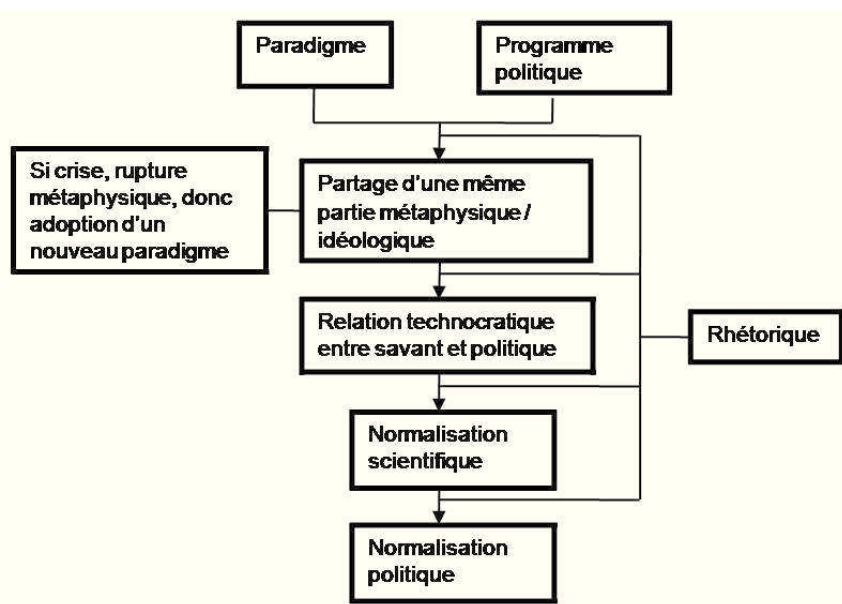 Paradigme
Programme
politique
Si crise, rupture
métaphysique, donc
adoption d'un
nouveau paradigme
Partage d'une même
partie métaphysique /
idéologique
Relation technocratique
entre savant et politique
Rhétorique
Normalisation
scientifique
Normalisation
politique